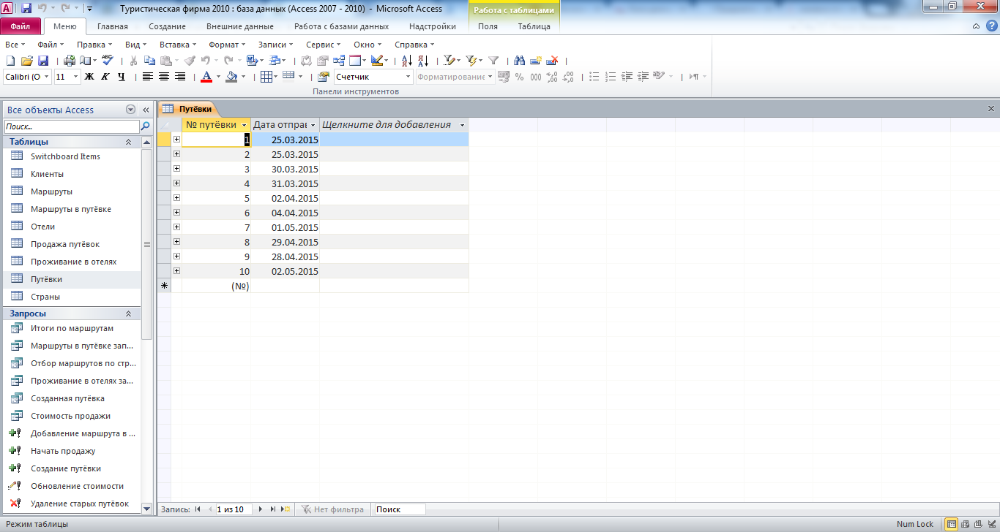 Туристическая фирма 2010 : база данных (Access 2007 - 2010) - Microsoft Access
Работа с таблицами
Файл Меню Главная Создание Внешние данные Работа с базами данных Надстройки Поля Таблица
Все Файл Правка Вид Вставка Формат Записи Сервис Окно Справка
Calibri (О 11 Ж К Ч Счетчик Форматирование % 000
Панели инструментов
Все объекты Access
Поиск...
Таблицы
Switchboard Items
Клиенты
Маршруты
Маршруты в путёвке
Отели
Продажа путёвок
Проживание в отелях
Путёвки
Страны
Запросы
Итоги по маршрутам
Маршруты в путёвке зап...
Отбор маршрутов по стр...
Проживание в отелях за...
Созданная путёвка
Стоимость продажи
Добавление маршрута в ...
Начать продажу
Создание путёвки
Обновление стоимости
Удаление старых путёвок
Путёвки
№ путёвки Дата отправ Щелкните для добавления
1 25.03.2015
2 25.03.2015
3 30.03.2015
4 31.03.2015
5 02.04.2015
6 04.04.2015
7 01.05.2015
8 29.04.2015
9 28.04.2015
10 02.05.2015
(№)
Запись: 1 из 10 Нет фильтра Поиск
Режим таблицы Num Lock